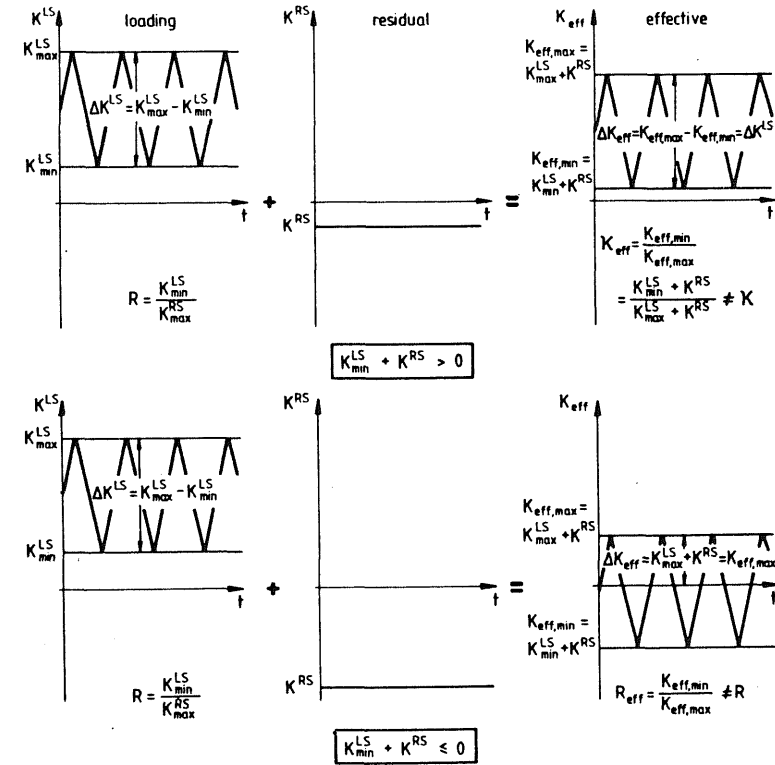 K^LS loading
K^LS_max
ΔK^LS = K^LS_max - K^LS_min
K^LS_min
t
R = K^LS_min / K^RS_max
+
K^RS residual
K^RS
t
=
K_eff effective
K_eff,max =
K^LS_max + K^RS
ΔK_eff = K_eff,max - K_eff,min = ΔK^LS
K_eff,min =
K^LS_min + K^RS
t
K_eff = K_eff,min / K_eff,max
= K^LS_min + K^RS / K^LS_max + K^RS ≠ K
K^LS_min + K^RS > 0
K^LS
K^LS_max
ΔK^LS = K^LS_max - K^LS_min
K^LS_min
t
R = K^LS_min / K^RS_max
+
K^RS
t
K^RS
=
K_eff
K_eff,max =
K^LS_max + K^RS
ΔK_eff = K^LS_max + K^RS = K_eff,max
t
K_eff,min =
K^LS_min + K^RS
R_eff = K_eff,min / K_eff,max ≠ R
K^LS_min + K^RS ≤ 0